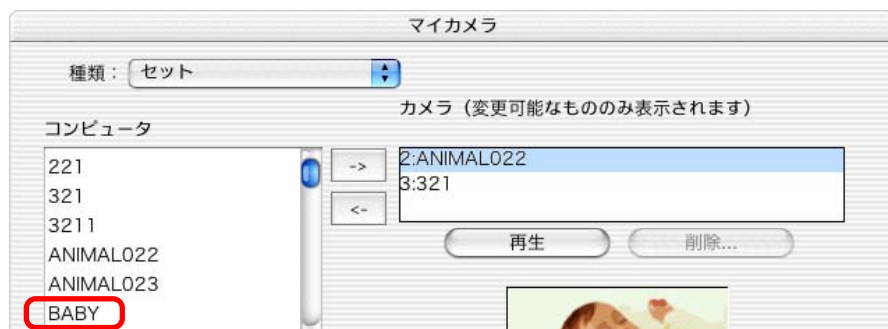 マイカメラ
種類： セット
カメラ（変更可能なもののみ表示されます）
コンピュータ
221
321
3211
ANIMAL022
ANIMAL023
BABY
->
<-
2:ANIMAL022
3:321
再生
削除...